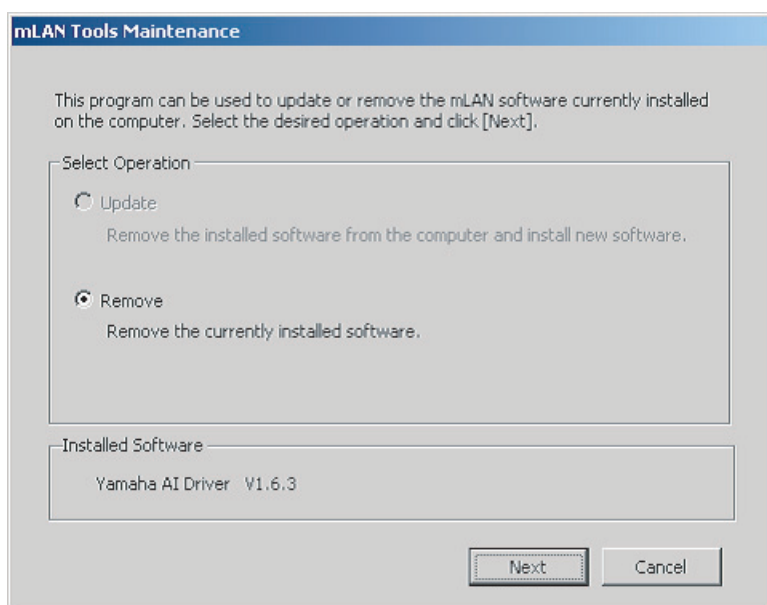 mLAN Tools Maintenance
This program can be used to update or remove the mLAN software currently installed
on the computer. Select the desired operation and click [Next].
Select Operation
Update
Remove the installed software from the computer and install new software.
Remove
Remove the currently installed software.
Installed Software
Yamaha AI Driver V1.6.3
Next Cancel